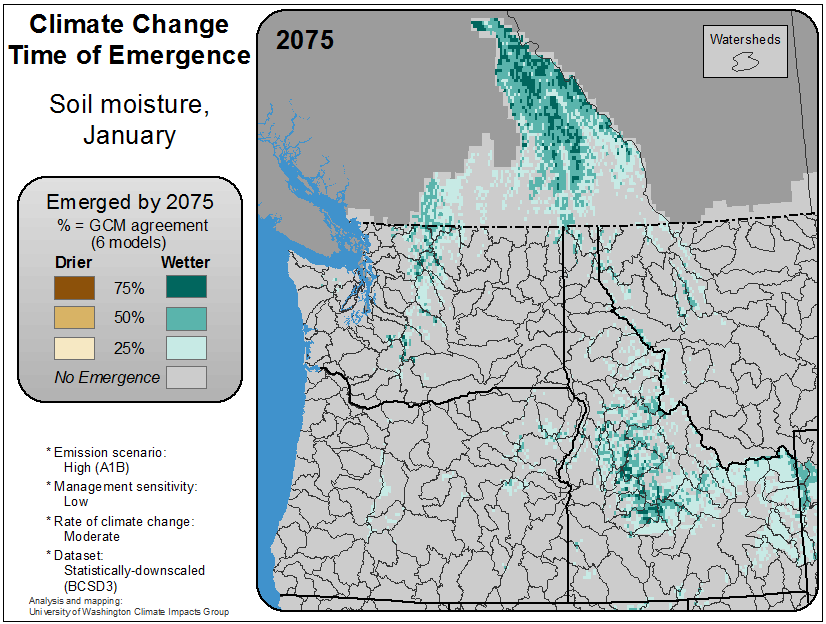 Climate Change
Time of Emergence
Soil moisture,
January
Emerged by 2075
% = GCM agreement
(6 models)
Drier Wetter
75%
50%
25%
No Emergence
* Emission scenario:
High (A1B)
* Management sensitivity:
Low
* Rate of climate change:
Moderate
* Dataset:
Statistically-downscaled
(BCSD3)
Analysis and mapping:
University of Washington Climate Impacts Group
2075
Watersheds